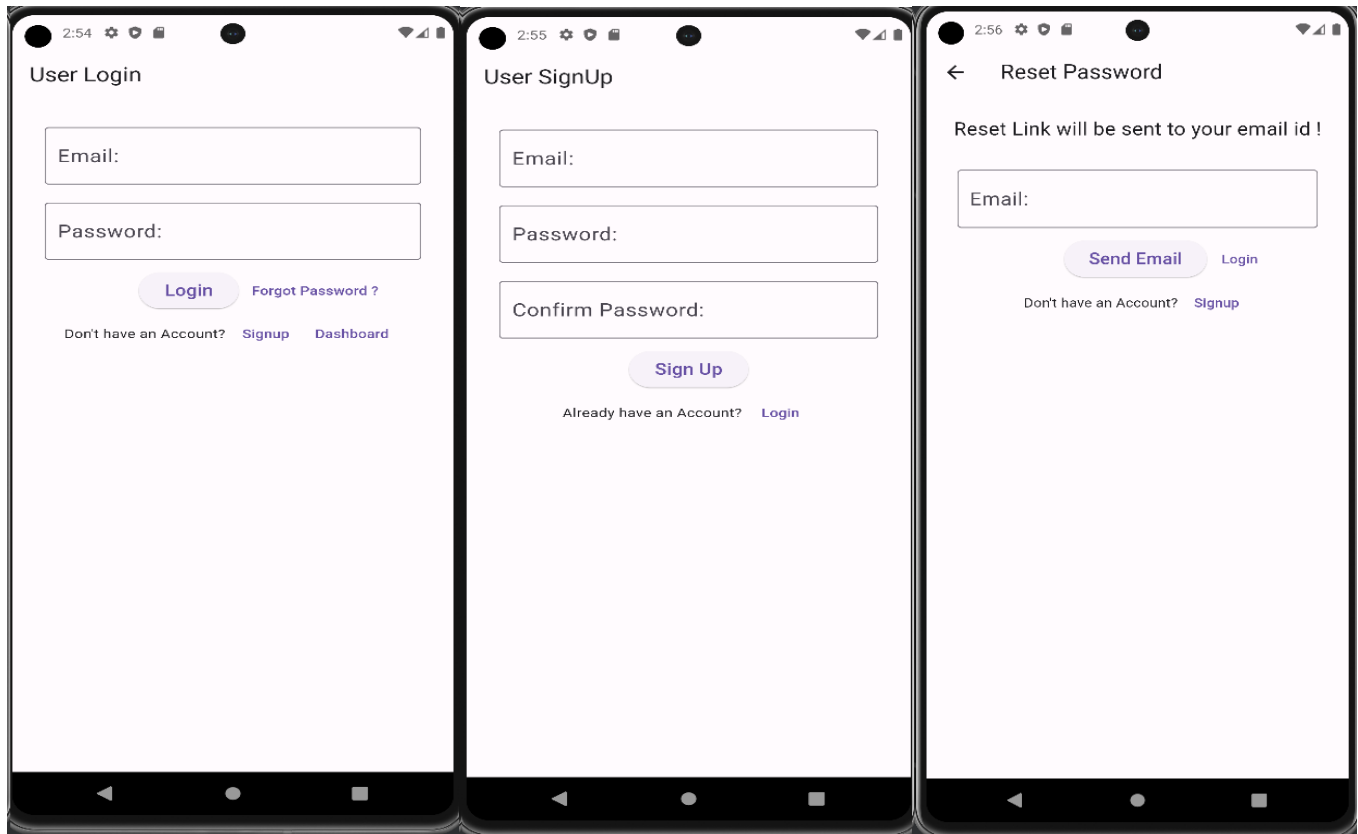 2:54
User Login
Email:
Password:
Login Forgot Password ?
Don't have an Account? Signup Dashboard
2:55
User SignUp
Email:
Password:
Confirm Password:
Sign Up
Already have an Account? Login
2:56
Reset Password
Reset Link will be sent to your email id !
Email:
Send Email Login
Don't have an Account? Signup